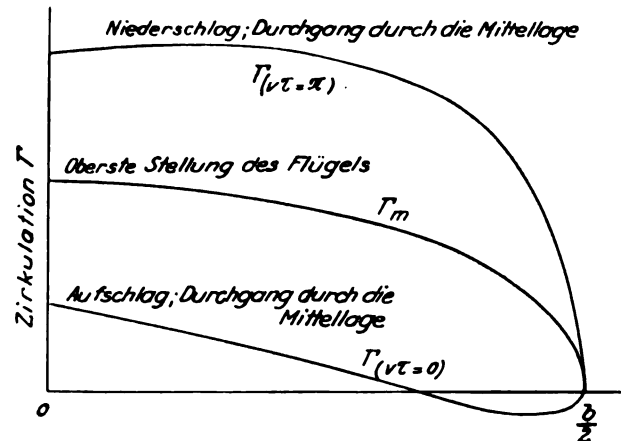 Niederschlag; Durchgang durch die Mittellage
Γ(ντ = π)
Oberste Stellung des Flügels
Γm
Aufschlag; Durchgang durch die
Mittellage
Γ(ντ = 0)
Zirkulation Γ
0
b/2